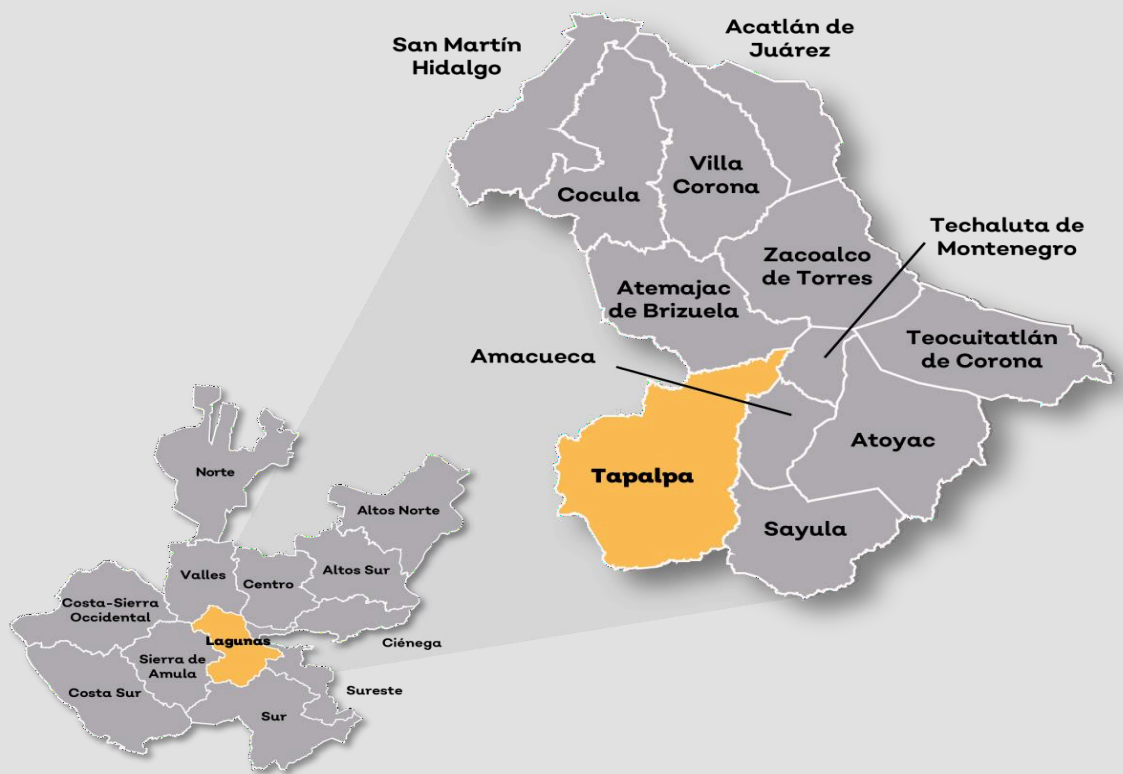 San Martín
Hidalgo
Acatlán de
Juárez
Villa
Corona
Cocula
Techaluta de
Montenegro
Zacoalco
de Torres
Atemajac
de Brizuela
Teocuitatlán
de Corona
Amacueca
Atoyac
Tapalpa
Sayula
Norte
Altos Norte
Valles
Centro
Altos Sur
Costa-Sierra
Occidental
Lagunas
Ciénega
Sierra de
Amula
Costa Sur
Sureste
Sur